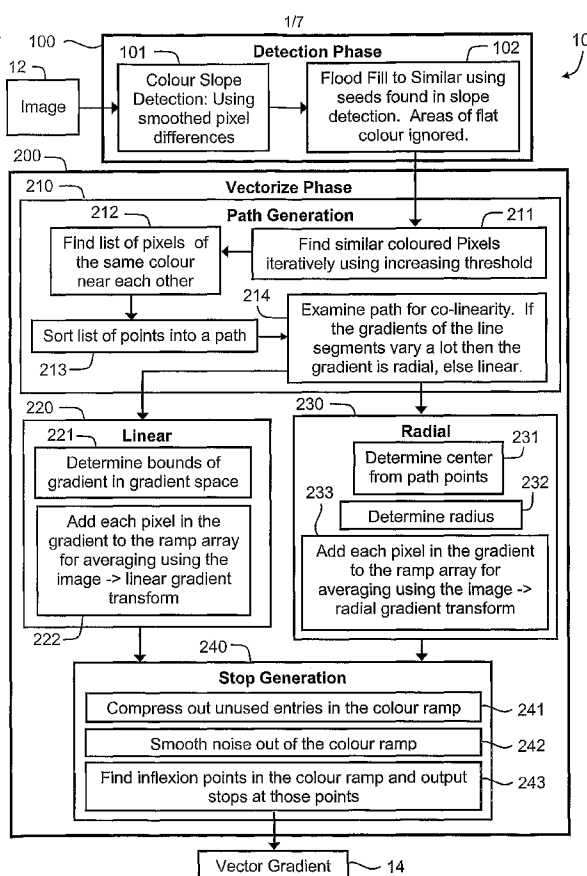 1/7
100
10
Detection Phase
12
Image
101
Colour Slope
Detection: Using
smoothed pixel
differences
102
Flood Fill to Similar using
seeds found in slope
detection. Areas of flat
colour ignored.
200
Vectorize Phase
210
Path Generation
212
Find list of pixels of
the same colour
near each other
211
Find similar coloured Pixels
iteratively using increasing threshold
Sort list of points into a path
213
214
Examine path for co-linearity. If
the gradients of the line
segments vary a lot then the
gradient is radial, else linear.
220
Linear
221
Determine bounds of
gradient in gradient space
Add each pixel in the
gradient to the ramp array
for averaging using the
image -> linear gradient
transform
222
230
Radial
231
Determine center
from path points
232
Determine radius
233
Add each pixel in the gradient
to the ramp array for
averaging using the image ->
radial gradient transform
240
Stop Generation
Compress out unused entries in the colour ramp
241
Smooth noise out of the colour ramp
242
Find inflexion points in the colour ramp and output
stops at those points
243
Vector Gradient
14